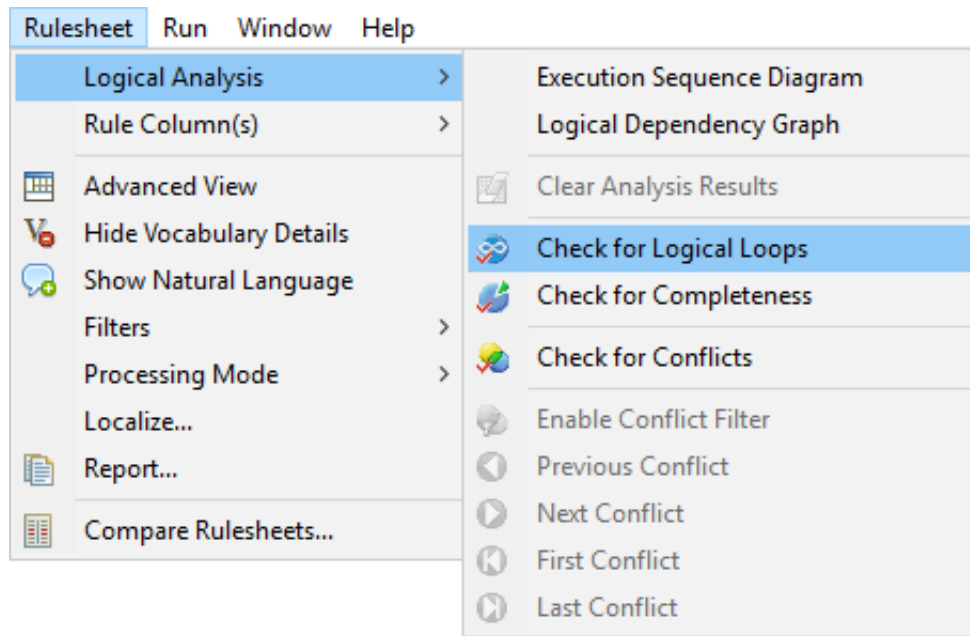 Rulesheet Run Window Help
Logical Analysis
Rule Column(s)
Advanced View
Hide Vocabulary Details
Show Natural Language
Filters
Processing Mode
Localize...
Report...
Compare Rulesheets...
Execution Sequence Diagram
Logical Dependency Graph
Clear Analysis Results
Check for Logical Loops
Check for Completeness
Check for Conflicts
Enable Conflict Filter
Previous Conflict
Next Conflict
First Conflict
Last Conflict